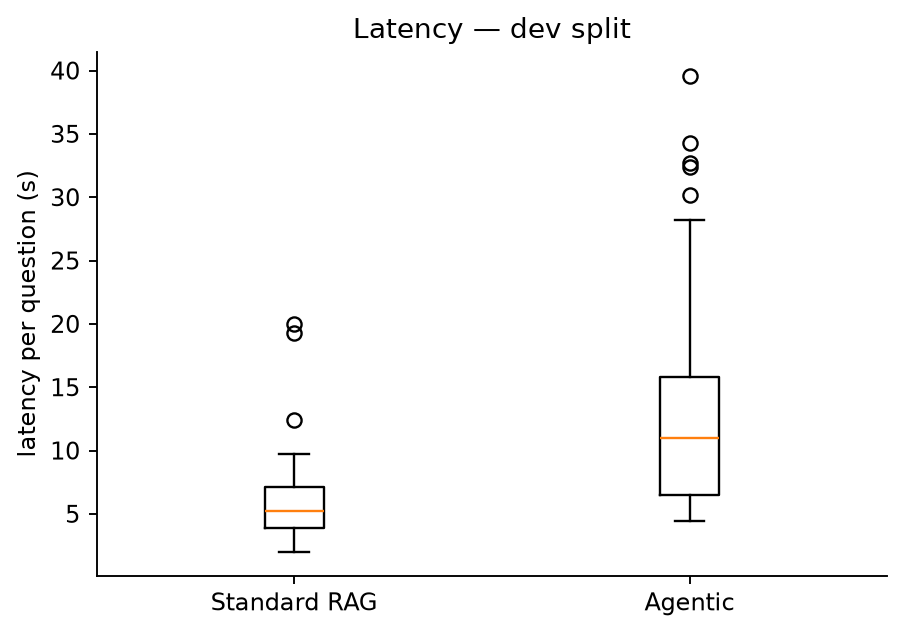 Latency — dev split
latency per question (s)
40
35
30
25
20
15
10
5
Standard RAG
Agentic